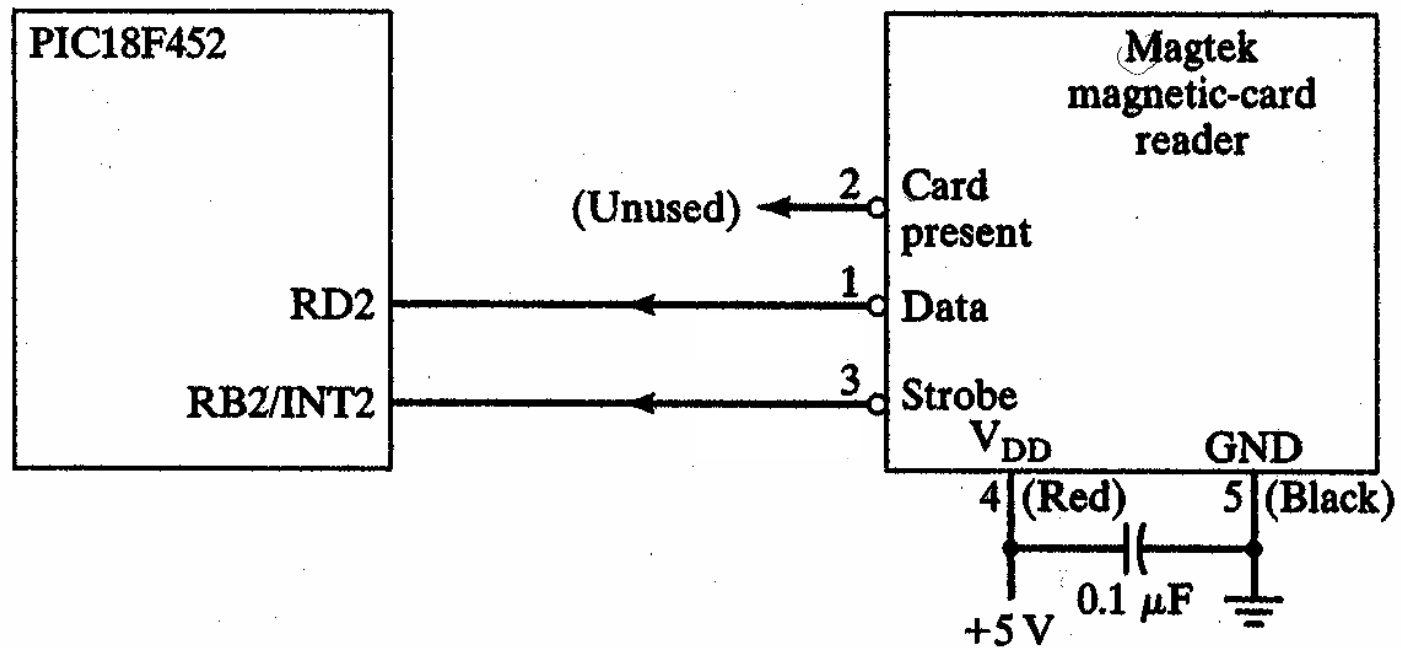 PIC18F452
Magtek
magnetic-card
reader
(Unused)
2
Card
present
RD2
1
Data
RB2/INT2
3
Strobe
V_DD
GND
4 (Red)
5 (Black)
0.1 μF
+5 V